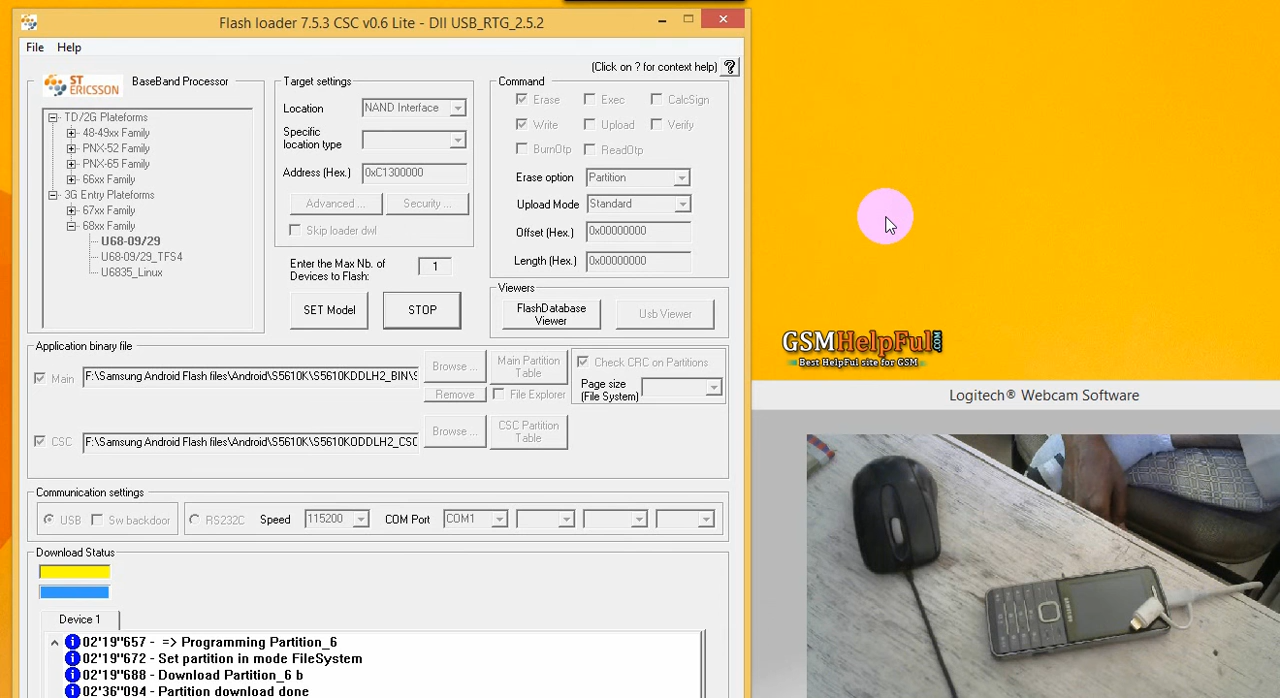 Flash loader 7.5.3 CSC v0.6 Lite - DII USB_RTG_2.5.2
File Help
(Click on ? for context help) ?
ST ERICSSON
BaseBand Processor
TD/2G Plateforms
48-49xx Family
PNX-52 Family
PNX-65 Family
66xx Family
3G Entry Plateforms
67xx Family
68xx Family
U68-09/29
U68-09/29_TFS4
U6835_Linux
Target settings
Location NAND Interface
Specific
location type
Address (Hex.) 0xC1300000
Advanced ... Security ...
Skip loader dwl
Enter the Max Nb. of
Devices to Flash: 1
SET Model STOP
Command
Erase Exec CalcSign
Write Upload Verify
BurnOtp ReadOtp
Erase option Partition
Upload Mode Standard
Offset (Hex.) 0x00000000
Length (Hex.) 0x00000000
Viewers
FlashDatabase
Viewer
Usb Viewer
Application binary file
Main F:\Samsung Android Flash files\Android\S5610K\S5610KDDLH2_BIN\S
Browse ...
Remove
Main Partition
Table
File Explorer
Check CRC on Partitions
Page size
(File System)
CSC F:\Samsung Android Flash files\Android\S5610K\S5610KODDLH2_CSC
Browse ...
CSC Partition
Table
Communication settings
USB Sw backdoor RS232C Speed 115200 COM Port COM1
Download Status
Device 1
02'19"657 - => Programming Partition_6
02'19"672 - Set partition in mode FileSystem
02'19"688 - Download Partition_6 b
02'36"094 - Partition download done
GSMHelpFul.COM
Best HelpFul site for GSM
Logitech® Webcam Software
SAMSUNG